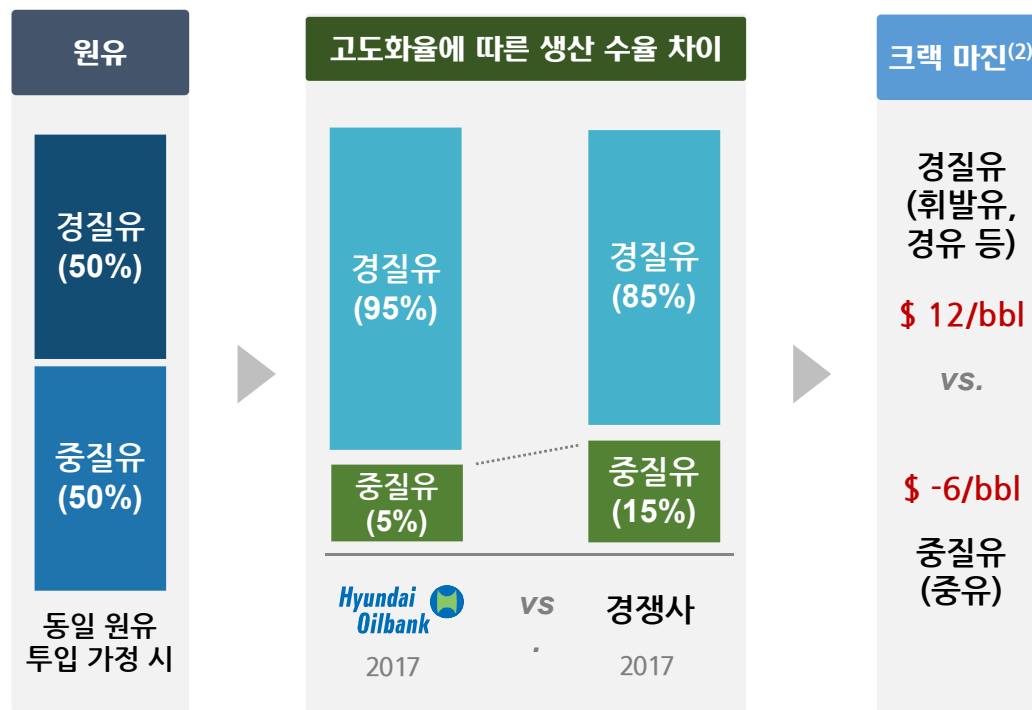 원유
경질유
(50%)
중질유
(50%)
동일 원유
투입 가정 시
고도화율에 따른 생산 수율 차이
경질유
(95%)
중질유
(5%)
경질유
(85%)
중질유
(15%)
Hyundai
Oilbank
2017
vs
.
경쟁사
2017
크랙 마진(2)
경질유
(휘발유,
경유 등)
$ 12/bbl
vs.
$ -6/bbl
중질유
(중유)